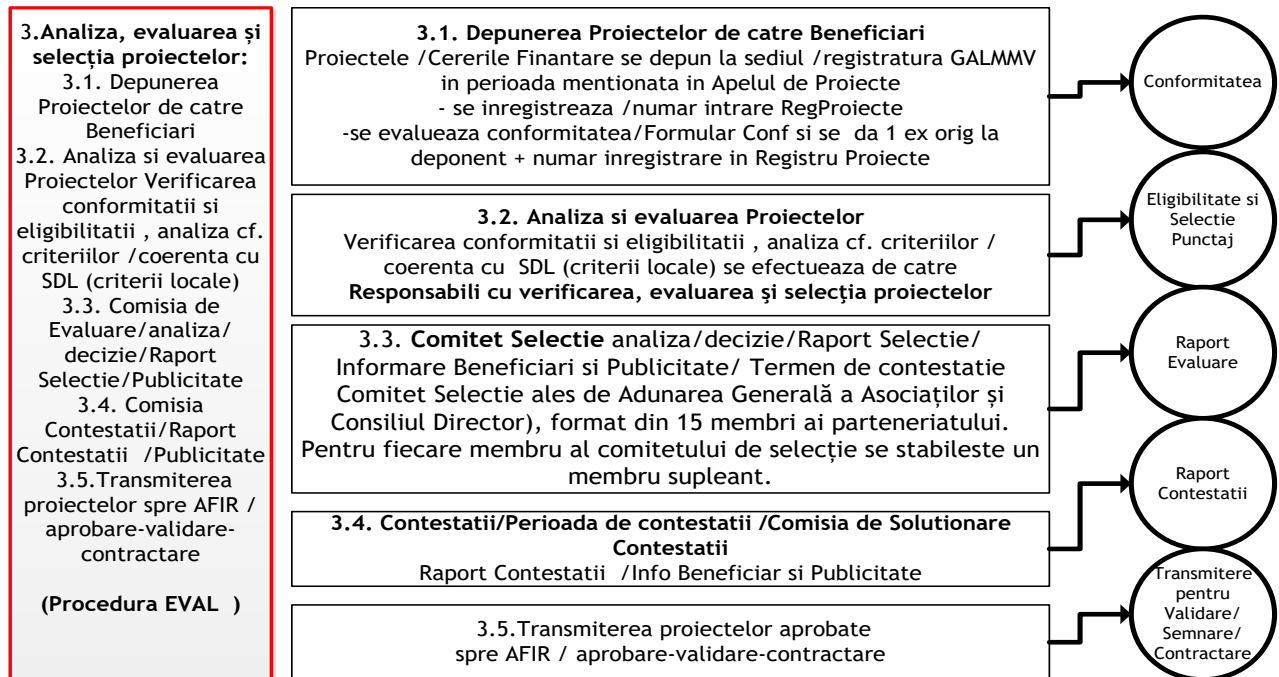 3.Analiza, evaluarea și
selecția proiectelor:
3.1. Depunerea
Proiectelor de catre
Beneficiari
3.2. Analiza si evaluarea
Proiectelor Verificarea
conformitatii si
eligibilitatii , analiza cf.
criteriilor /coerenta cu
SDL (criterii locale)
3.3. Comisia de
Evaluare/analiza/
decizie/Raport
Selectie/Publicitate
3.4. Comisia
Contestatii/Raport
Contestatii /Publicitate
3.5.Transmiterea
proiectelor spre AFIR /
aprobare-validare-
contractare
(Procedura EVAL )
3.1. Depunerea Proiectelor de catre Beneficiari
Proiectele /Cererile Finantare se depun la sediul /registratura GALMMV
in perioada mentionata in Apelul de Proiecte
- se inregistreaza /numar intrare RegProiecte
-se evalueaza conformitatea/Formular Conf si se da 1 ex orig la
deponent + numar inregistrare in Registru Proiecte
Conformitatea
3.2. Analiza si evaluarea Proiectelor
Verificarea conformitatii si eligibilitatii , analiza cf. criteriilor /
coerenta cu SDL (criterii locale) se efectueaza de catre
Responsabili cu verificarea, evaluarea şi selecţia proiectelor
Eligibilitate si
Selectie
Punctaj
3.3. Comitet Selectie analiza/decizie/Raport Selectie/
Informare Beneficiari si Publicitate/ Termen de contestatie
Comitet Selectie ales de Adunarea Generală a Asociaților și
Consiliul Director), format din 15 membri ai parteneriatului.
Pentru fiecare membru al comitetului de selecție se stabileste un
membru supleant.
Raport
Evaluare
3.4. Contestatii/Perioada de contestatii /Comisia de Solutionare
Contestatii
Raport Contestatii /Info Beneficiar si Publicitate
Raport
Contestatii
3.5.Transmiterea proiectelor aprobate
spre AFIR / aprobare-validare-contractare
Transmitere
pentru
Validare/
Semnare/
Contractare